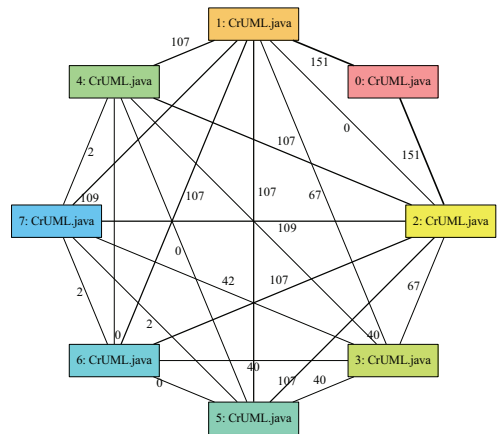 1: CrUML.java
107
151
4: CrUML.java
0: CrUML.java
0
2
107
151
109
107
107
67
7: CrUML.java
2: CrUML.java
109
0
42
107
2
67
2
0
40
6: CrUML.java
40
3: CrUML.java
0
107
40
5: CrUML.java